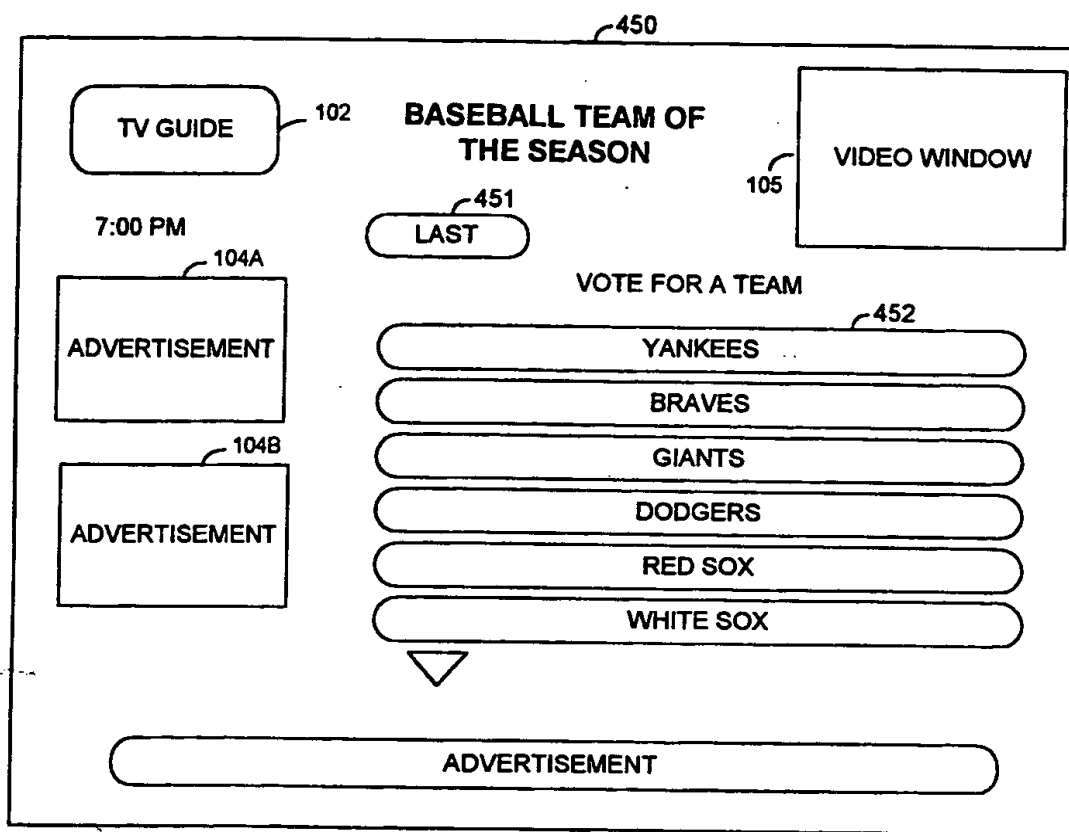 450
TV GUIDE
102
BASEBALL TEAM OF
THE SEASON
VIDEO WINDOW
105
7:00 PM
451
LAST
104A
ADVERTISEMENT
VOTE FOR A TEAM
452
YANKEES
BRAVES
GIANTS
104B
ADVERTISEMENT
DODGERS
RED SOX
WHITE SOX
ADVERTISEMENT